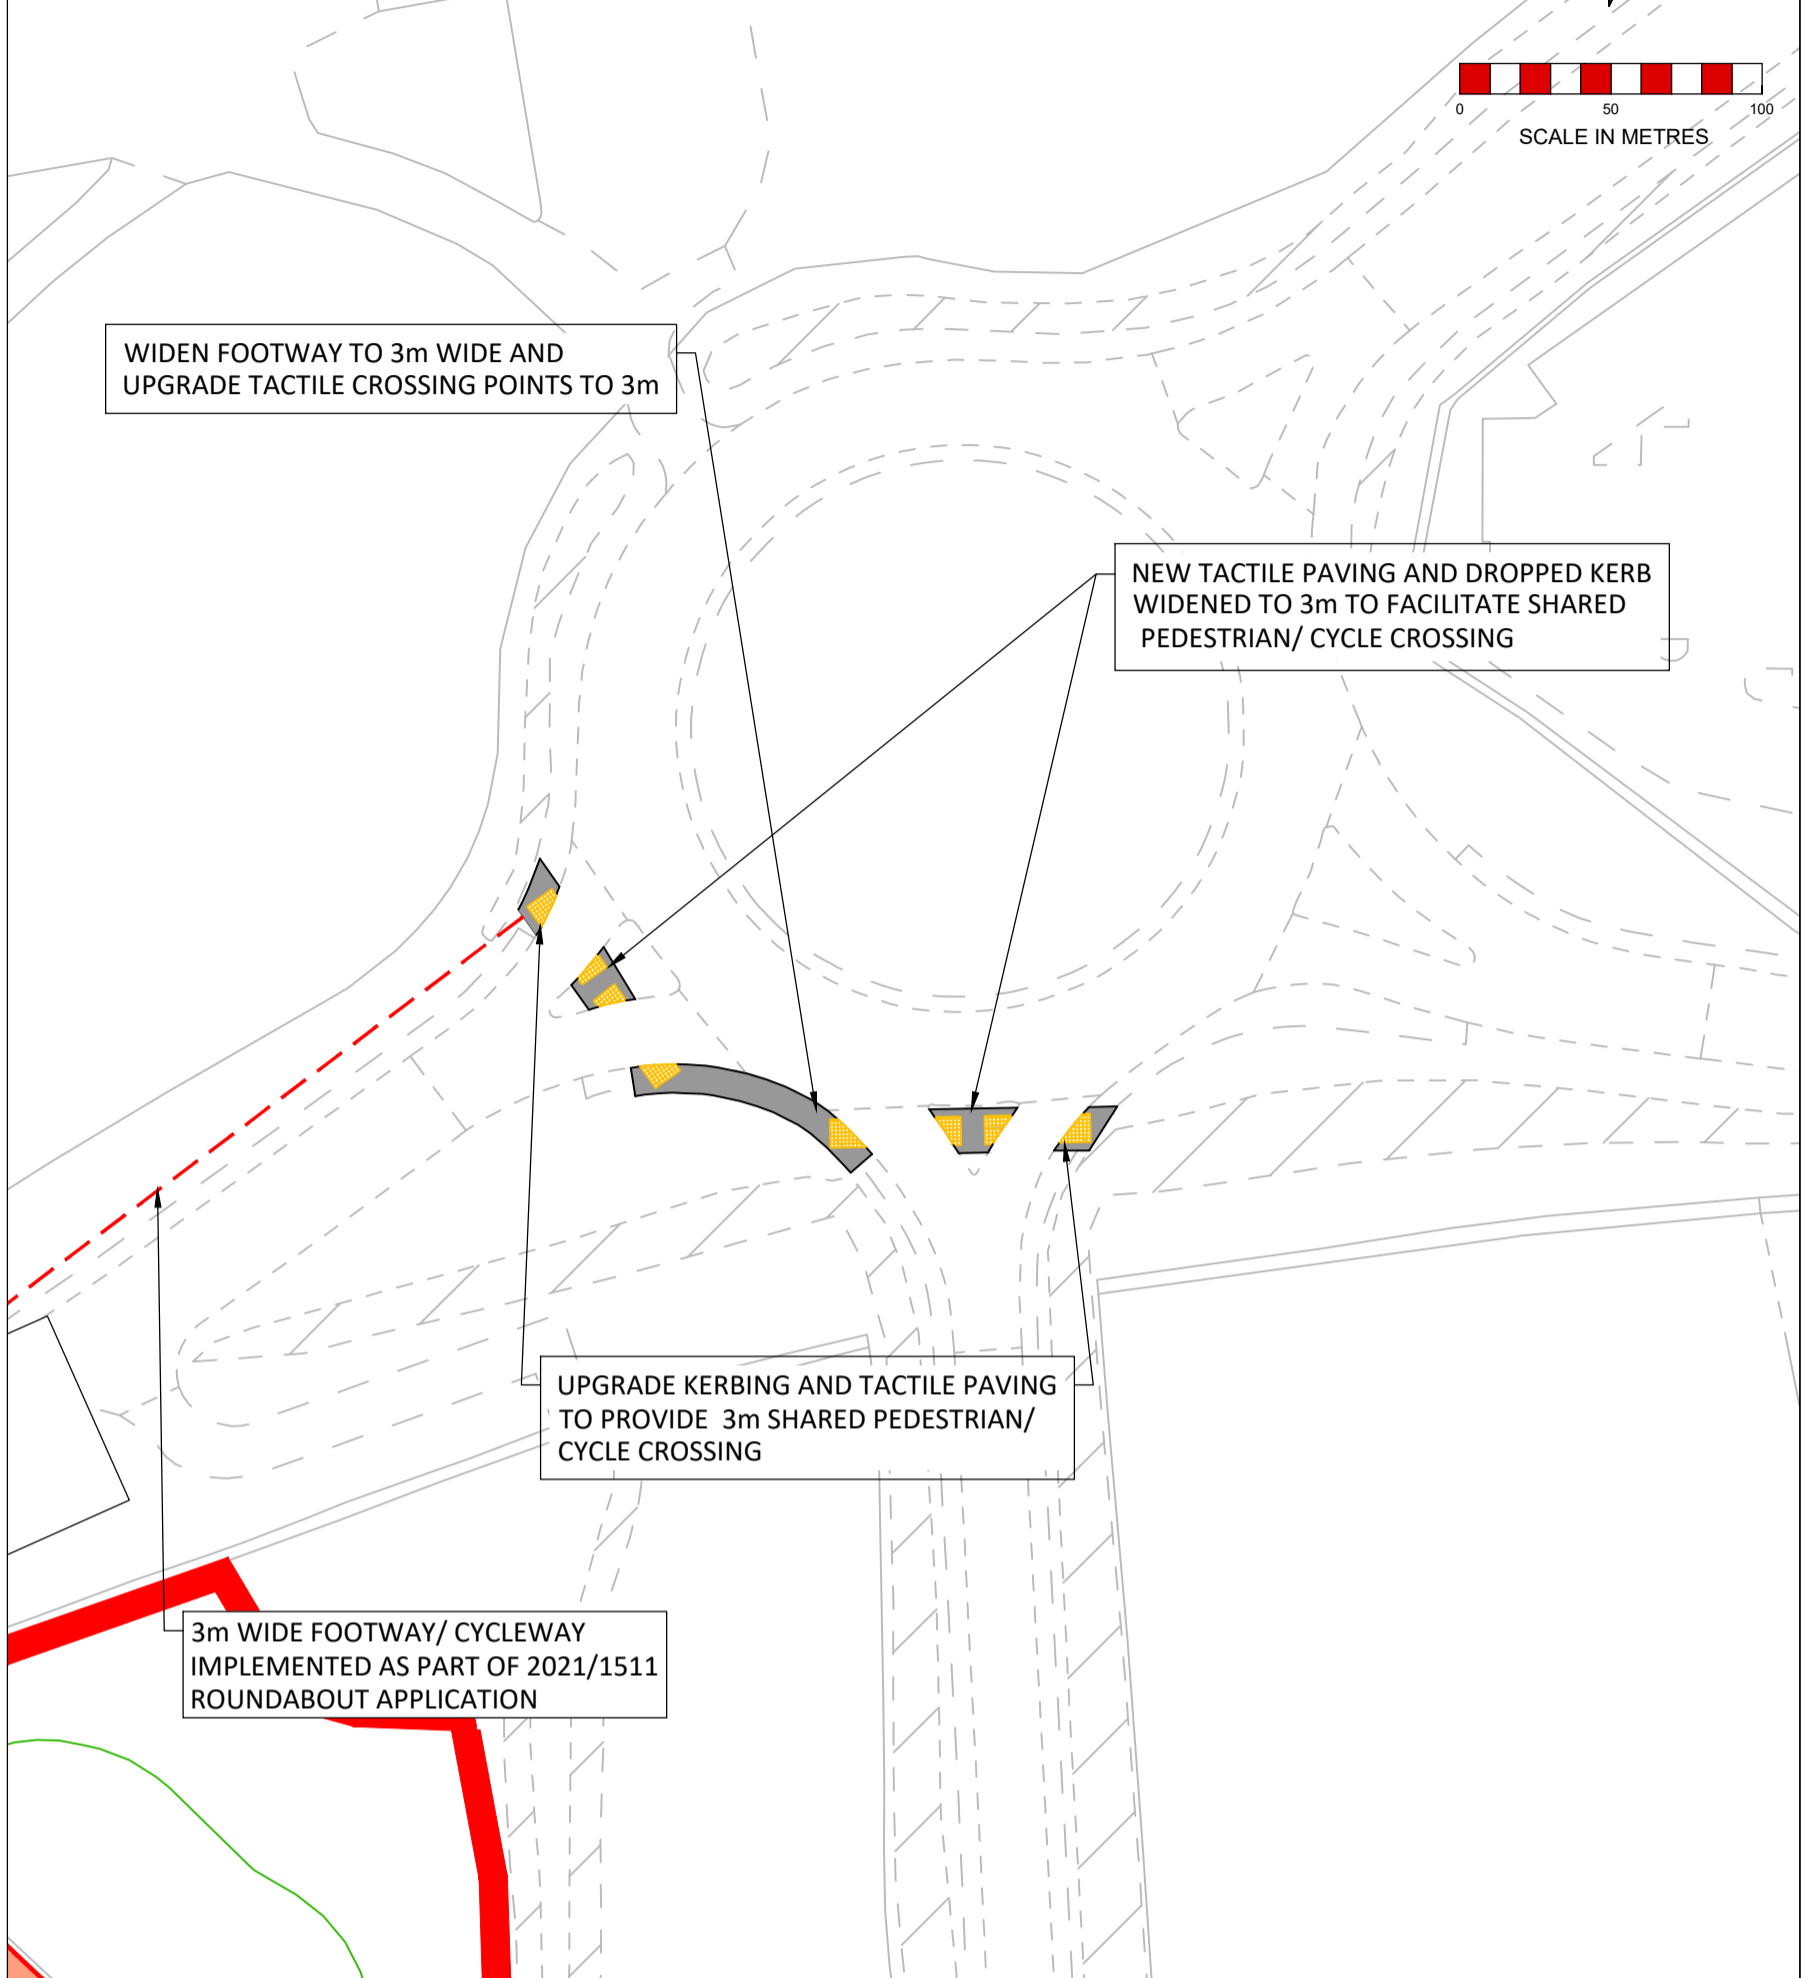 0 50 100
SCALE IN METRES
WIDEN FOOTWAY TO 3m WIDE AND
UPGRADE TACTILE CROSSING POINTS TO 3m
NEW TACTILE PAVING AND DROPPED KERB
WIDENED TO 3m TO FACILITATE SHARED
PEDESTRIAN/ CYCLE CROSSING
UPGRADE KERBING AND TACTILE PAVING
TO PROVIDE 3m SHARED PEDESTRIAN/
CYCLE CROSSING
3m WIDE FOOTWAY/ CYCLEWAY
IMPLEMENTED AS PART OF 2021/1511
ROUNDABOUT APPLICATION